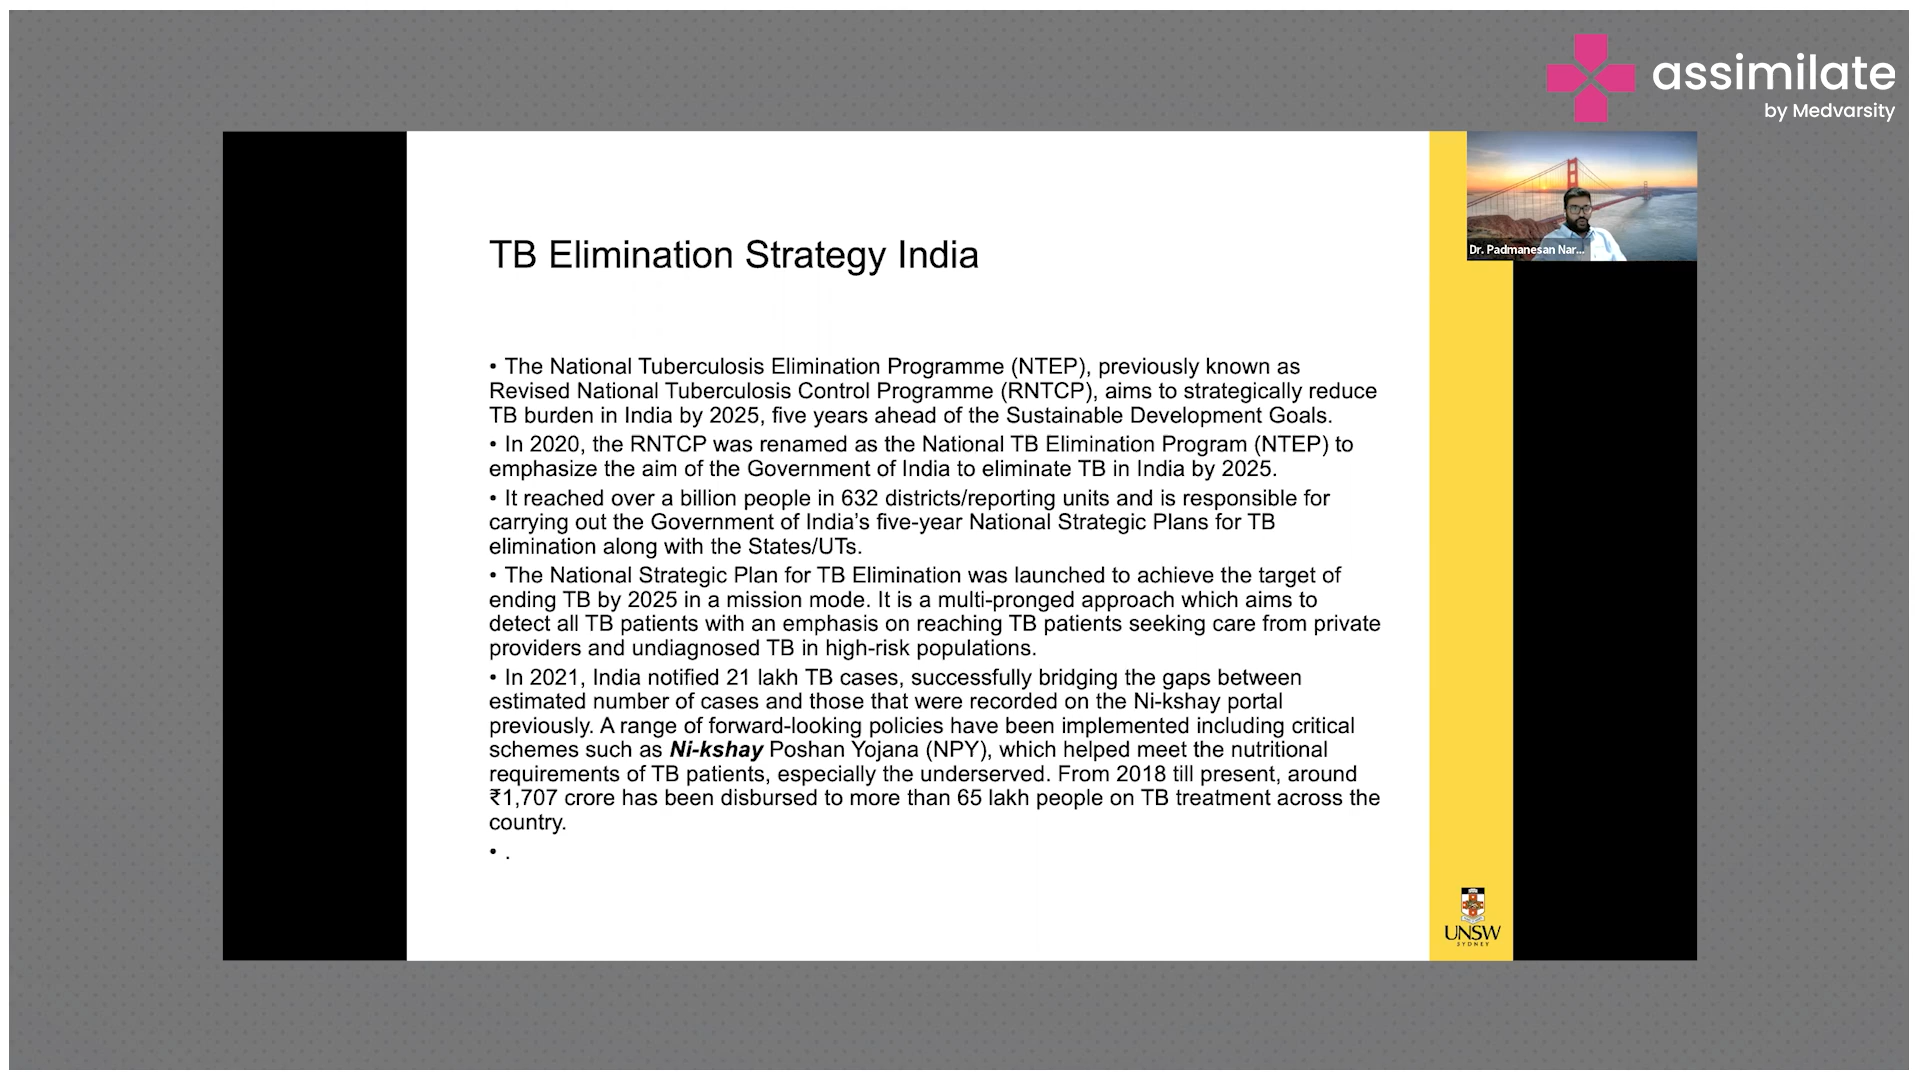 assimilate
by Medvarsity
Dr. Padmanesan Nar...
TB Elimination Strategy India
• The National Tuberculosis Elimination Programme (NTEP), previously known as
Revised National Tuberculosis Control Programme (RNTCP), aims to strategically reduce
TB burden in India by 2025, five years ahead of the Sustainable Development Goals.
• In 2020, the RNTCP was renamed as the National TB Elimination Program (NTEP) to
emphasize the aim of the Government of India to eliminate TB in India by 2025.
• It reached over a billion people in 632 districts/reporting units and is responsible for
carrying out the Government of India’s five-year National Strategic Plans for TB
elimination along with the States/UTs.
• The National Strategic Plan for TB Elimination was launched to achieve the target of
ending TB by 2025 in a mission mode. It is a multi-pronged approach which aims to
detect all TB patients with an emphasis on reaching TB patients seeking care from private
providers and undiagnosed TB in high-risk populations.
• In 2021, India notified 21 lakh TB cases, successfully bridging the gaps between
estimated number of cases and those that were recorded on the Ni-kshay portal
previously. A range of forward-looking policies have been implemented including critical
schemes such as Ni-kshay Poshan Yojana (NPY), which helped meet the nutritional
requirements of TB patients, especially the underserved. From 2018 till present, around
₹1,707 crore has been disbursed to more than 65 lakh people on TB treatment across the
country.
• .
UNSW
SYDNEY